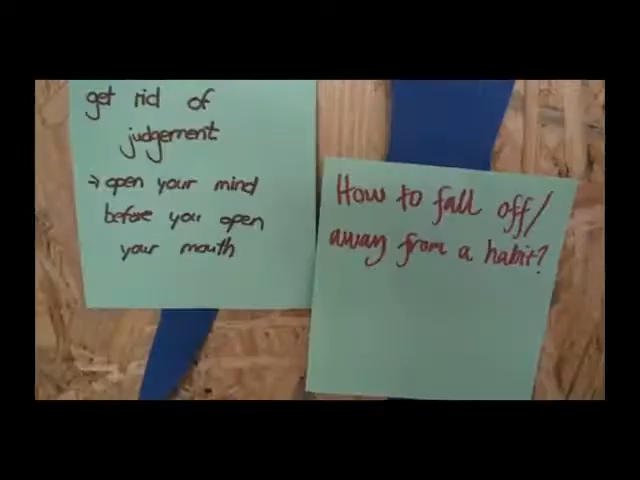 get rid of
judgement
→ open your mind
before you open
your mouth
How to fall off/
away from a habit?